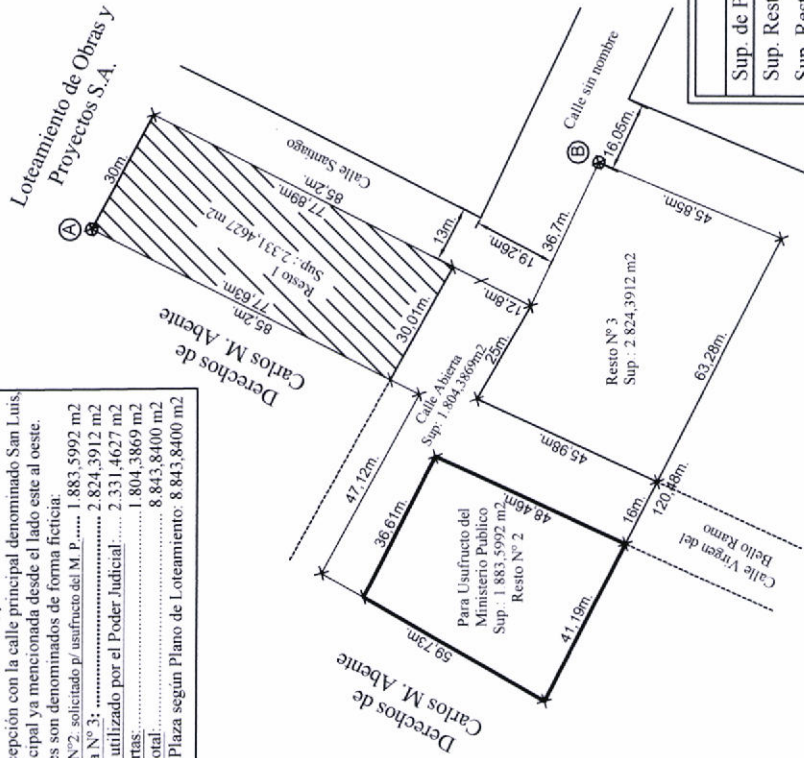 cepción con la calle principal denominado San Luis,
cipal ya mencionada desde el lado este al oeste.
es son denominados de forma ficticia:
N°2: solicitado p/ usufructo del M. P....... 1.883,5992 m2
a N° 3: ........................................ 2.824,3912 m2
utilizado por el Poder Judicial:.... 2.331,4627 m2
rtas:........................................ 1.804,3869 m2
otal:........................................ 8.843,8400 m2
Plaza según Plano de Loteamiento: 8.843,8400 m2
Loteamiento de Obras y
Proyectos S.A.
A
30m.
Derechos de
Carlos M. Abente
85,2m.
77,63m.
Resto 1
Sup.: 2.331,4627 m2
77,89m.
85,2m.
Calle Santiago
30,01m.
13m.
47,12m.
Calle Abierta
Sup: 1.804,3869m2
12,8m.
19,26m.
Calle sin nombre
36,7m.
B
16,05m.
25m.
36,61m.
48,46m.
45,98m.
Resto N° 3
Sup.: 2.824,3912 m2
45,85m.
63,28m.
Para Usufructo del
Ministerio Publico
Sup.: 1 883,5992 m2
Resto N° 2
59,73m.
Derechos de
Carlos M. Abente
41,19m.
16m.
120,48m.
Calle Virgen del
Bello Ramo
Sup. de P
Sup. Rest
Sup. Rest